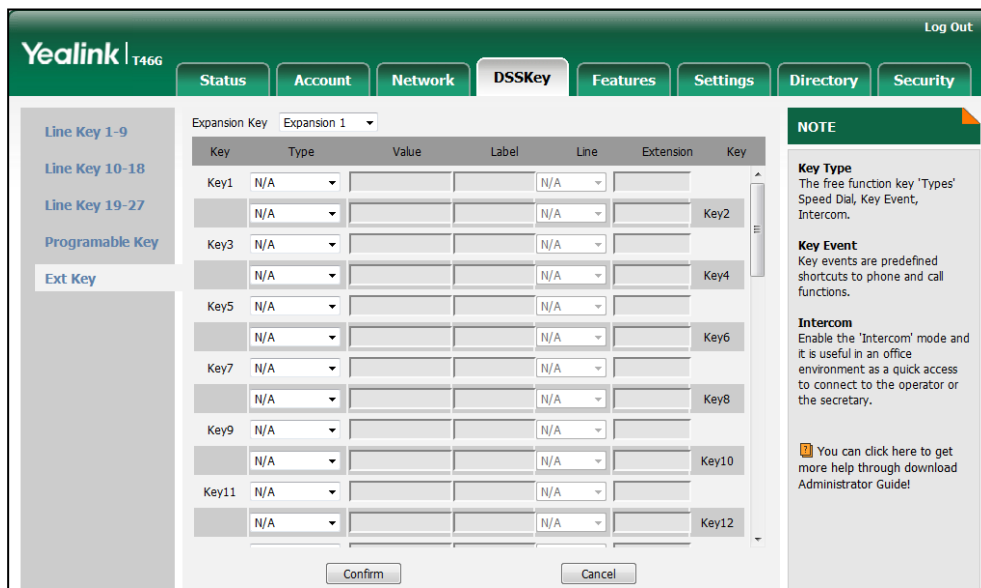 Log Out
Yealink | T46G
Status Account Network DSSKey Features Settings Directory Security
Line Key 1-9
Line Key 10-18
Line Key 19-27
Programable Key
Ext Key
Expansion Key Expansion 1
Key Type Value Label Line Extension Key
Key1 N/A N/A
N/A N/A Key2
Key3 N/A N/A
N/A N/A Key4
Key5 N/A N/A
N/A N/A Key6
Key7 N/A N/A
N/A N/A Key8
Key9 N/A N/A
N/A N/A Key10
Key11 N/A N/A
N/A N/A Key12
Confirm Cancel
NOTE
Key Type
The free function key 'Types'
Speed Dial, Key Event,
Intercom.
Key Event
Key events are predefined
shortcuts to phone and call
functions.
Intercom
Enable the 'Intercom' mode and
it is useful in an office
environment as a quick access
to connect to the operator or
the secretary.
? You can click here to get
more help through download
Administrator Guide!